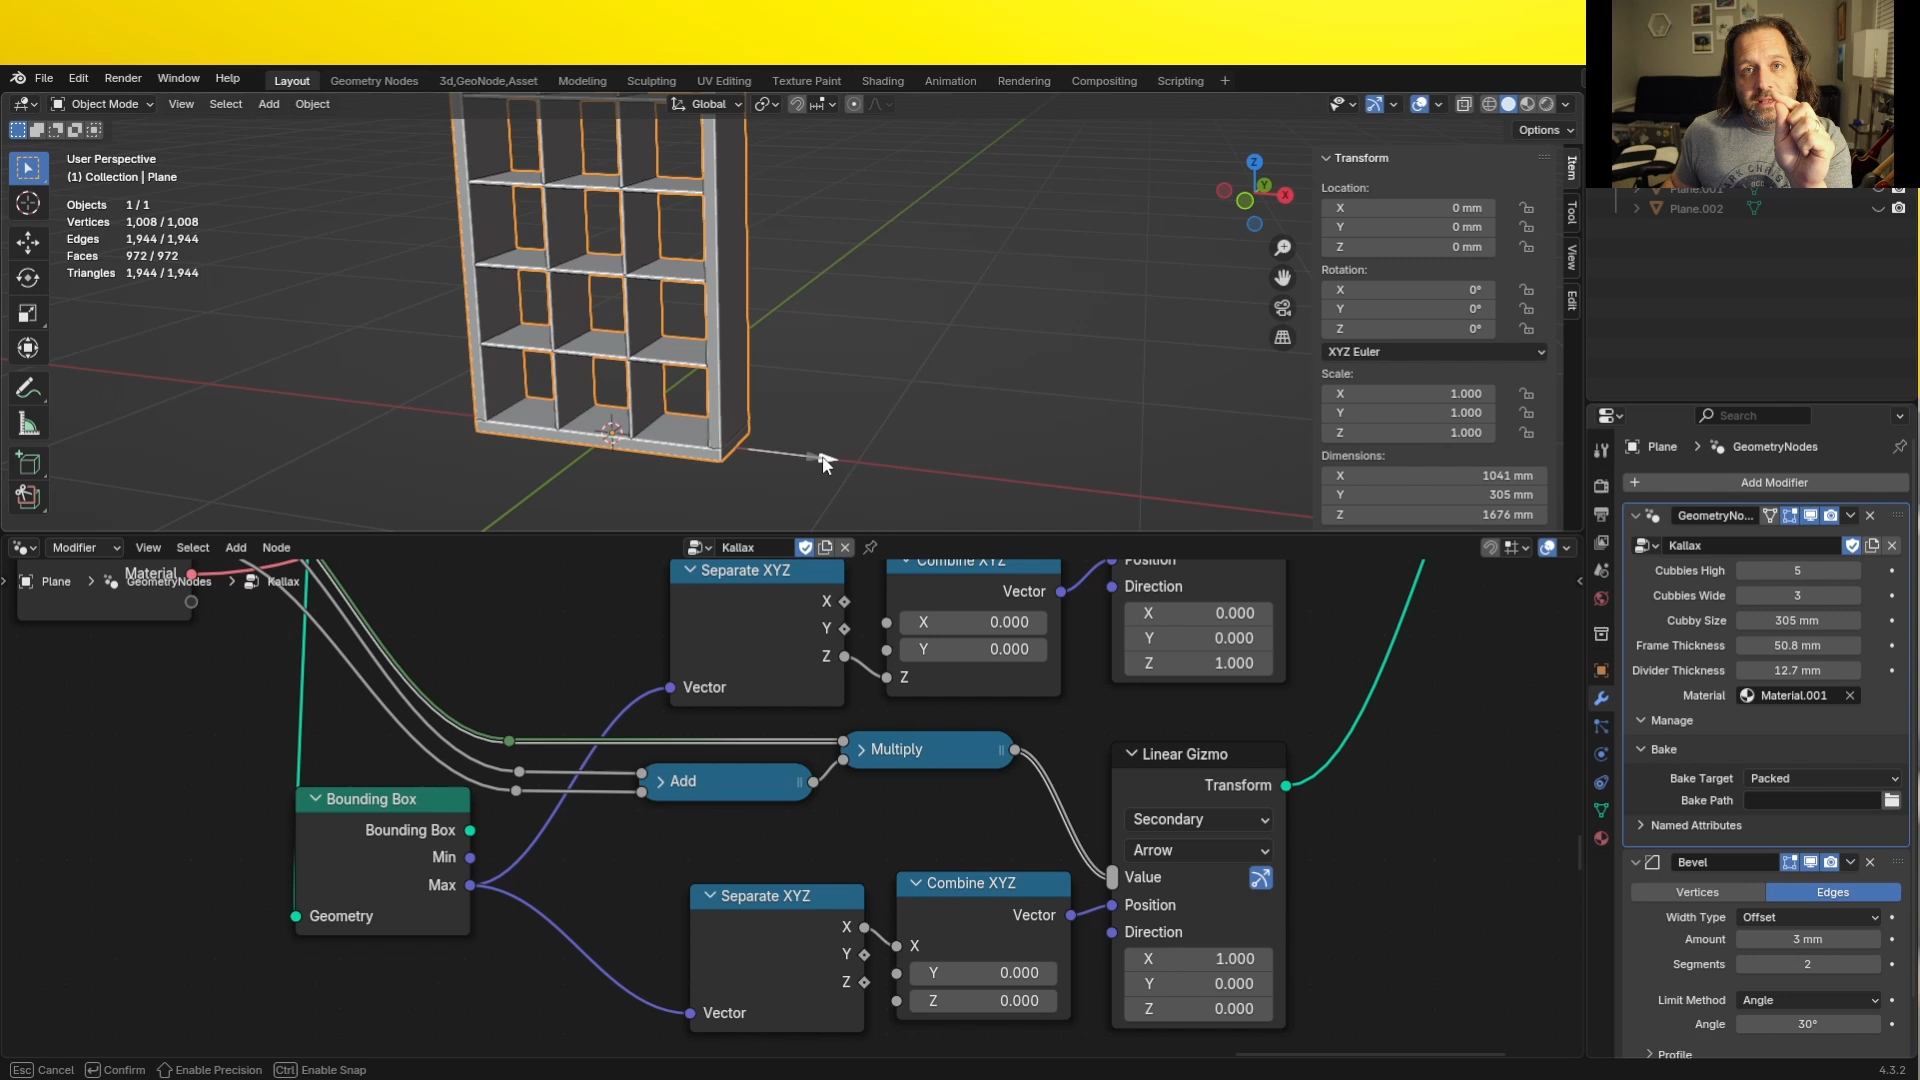 File Edit Render Window Help Layout Geometry Nodes 3d,GeoNode,Asset Modeling Sculpting UV Editing Texture Paint Shading Animation Rendering Compositing Scripting +
Object Mode View Select Add Object Global
Options
User Perspective
(1) Collection | Plane
Objects 1 / 1
Vertices 1,008 / 1,008
Edges 1,944 / 1,944
Faces 972 / 972
Triangles 1,944 / 1,944
Z
Y
X
Transform
Location:
X 0 mm
Y 0 mm
Z 0 mm
Rotation:
X 0°
Y 0°
Z 0°
XYZ Euler
Scale:
X 1.000
Y 1.000
Z 1.000
Dimensions:
X 1041 mm
Y 305 mm
Z 1676 mm
Item
Tool
View
Edit
Plane.001
Plane.002
Search
Plane > GeometryNodes
+ Add Modifier
GeometryNo...
Kallax
Cubbies High 5
Cubbies Wide 3
Cubby Size 305 mm
Frame Thickness 50.8 mm
Divider Thickness 12.7 mm
Material Material.001
Manage
Bake
Bake Target Packed
Bake Path
Named Attributes
Bevel
Vertices Edges
Width Type Offset
Amount 3 mm
Segments 2
Limit Method Angle
Angle 30°
Profile
Modifier View Select Add Node Kallax
Material
Plane > GeometryNodes > Kallax
Separate XYZ
X
Y
Z
Vector
Combine XYZ
Vector
X 0.000
Y 0.000
Z
Position
Direction
X 0.000
Y 0.000
Z 1.000
Multiply
Add
Bounding Box
Bounding Box
Min
Max
Geometry
Separate XYZ
X
Y
Z
Vector
Combine XYZ
Vector
X
Y 0.000
Z 0.000
Linear Gizmo
Transform
Secondary
Arrow
Value
Position
Direction
X 1.000
Y 0.000
Z 0.000
Esc Cancel Confirm Enable Precision Ctrl Enable Snap 4.3.2